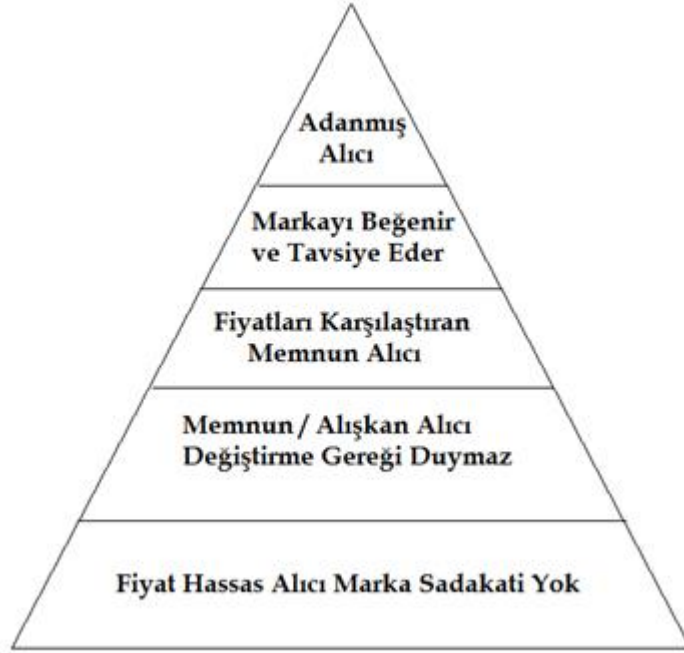 Adanmış
Alıcı
Markayı Beğenir
ve Tavsiye Eder
Fiyatları Karşılaştıran
Memnun Alıcı
Memnun / Alışkan Alıcı
Değiştirme Gereği Duymaz
Fiyat Hassas Alıcı Marka Sadakati Yok